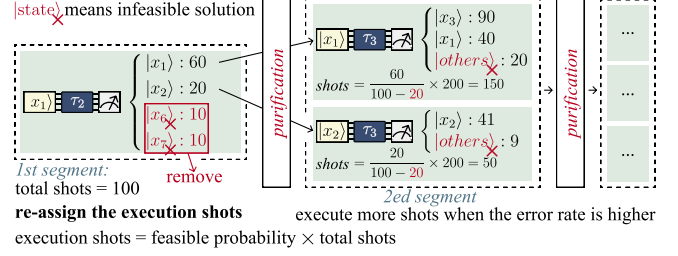 |state⟩ means infeasible solution
|x₁⟩
τ₂
|x₁⟩ : 60
|x₂⟩ : 20
|x₆⟩ : 10
|x₇⟩ : 10
remove
1st segment:
total shots = 100
re-assign the execution shots
execution shots = feasible probability × total shots
purification
|x₁⟩
τ₃
|x₃⟩ : 90
|x₁⟩ : 40
|others⟩ : 20
shots = 60 / 100 − 20 × 200 = 150
|x₂⟩
τ₃
|x₂⟩ : 41
|others⟩ : 9
shots = 20 / 100 − 20 × 200 = 50
2ed segment
execute more shots when the error rate is higher
purification
...
...
...